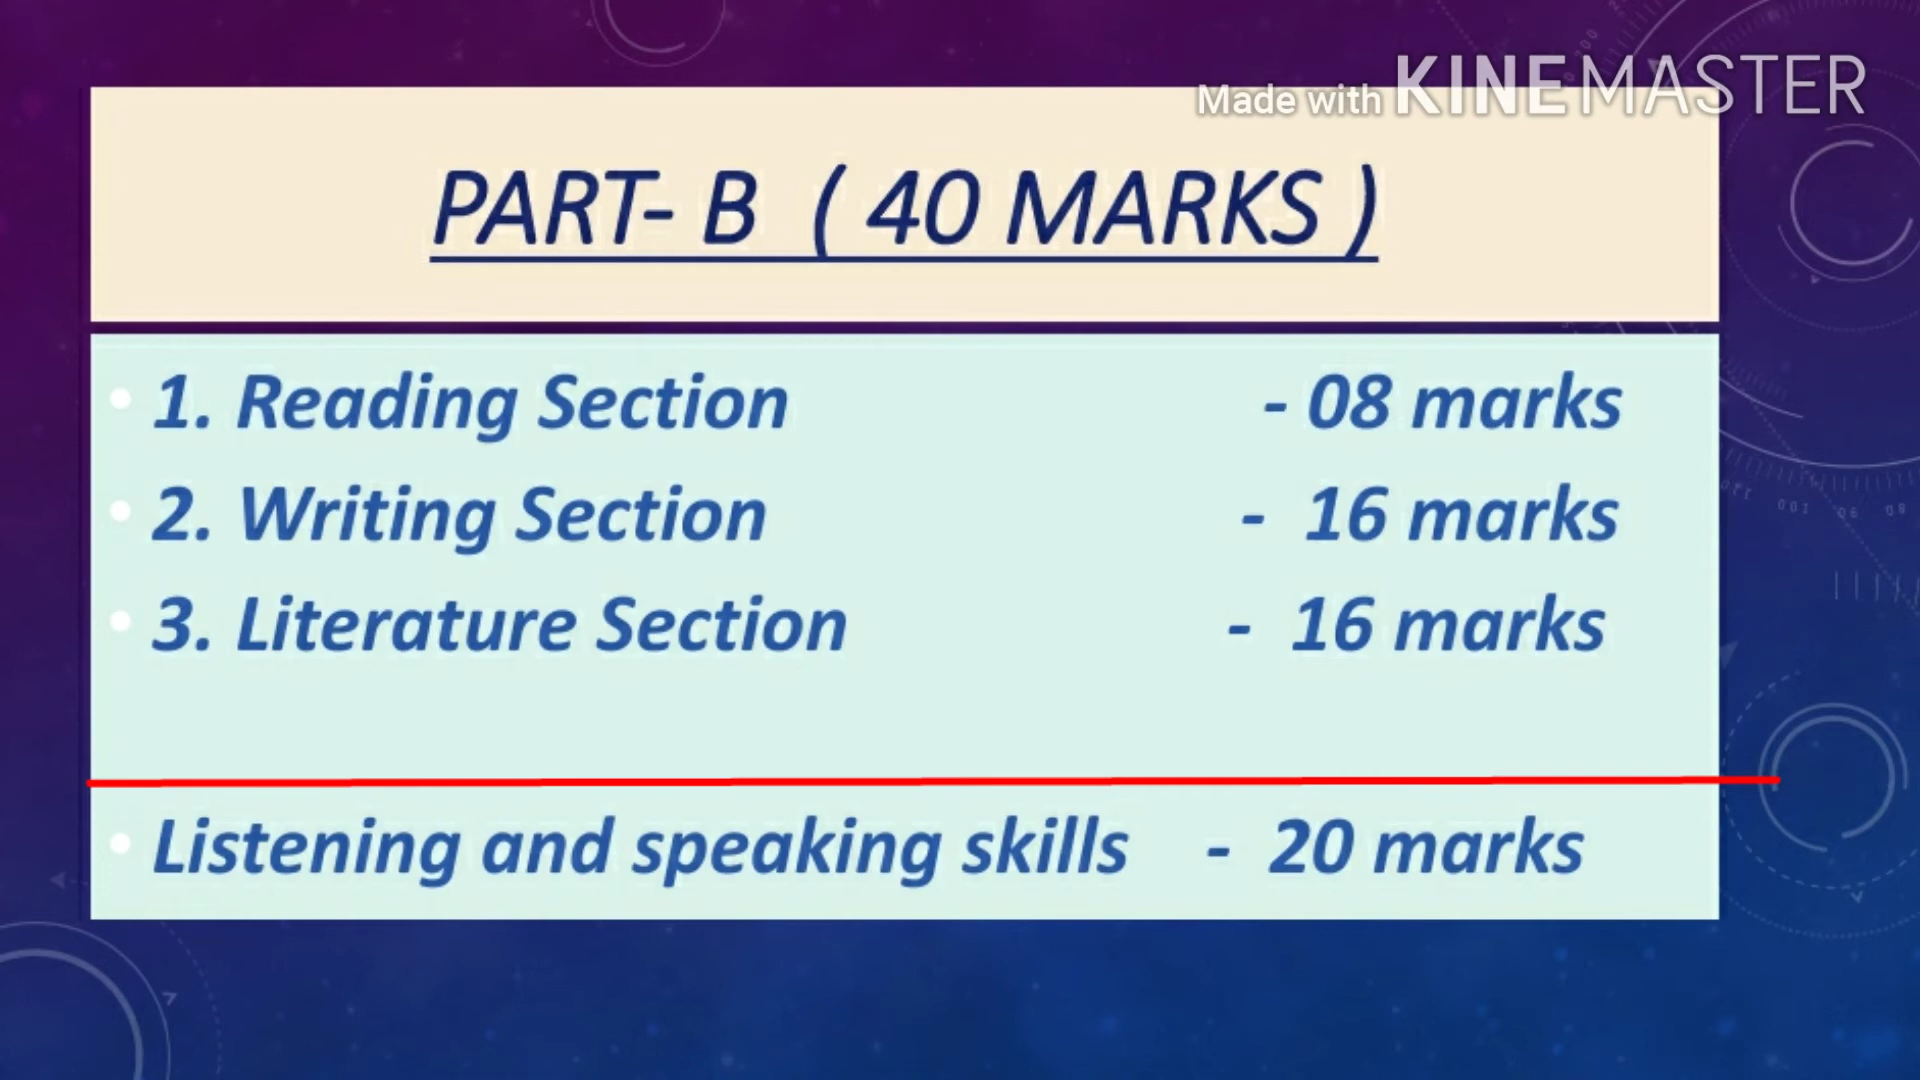 Made with KINEMASTER
PART- B ( 40 MARKS )
1. Reading Section - 08 marks
2. Writing Section - 16 marks
3. Literature Section - 16 marks
Listening and speaking skills - 20 marks